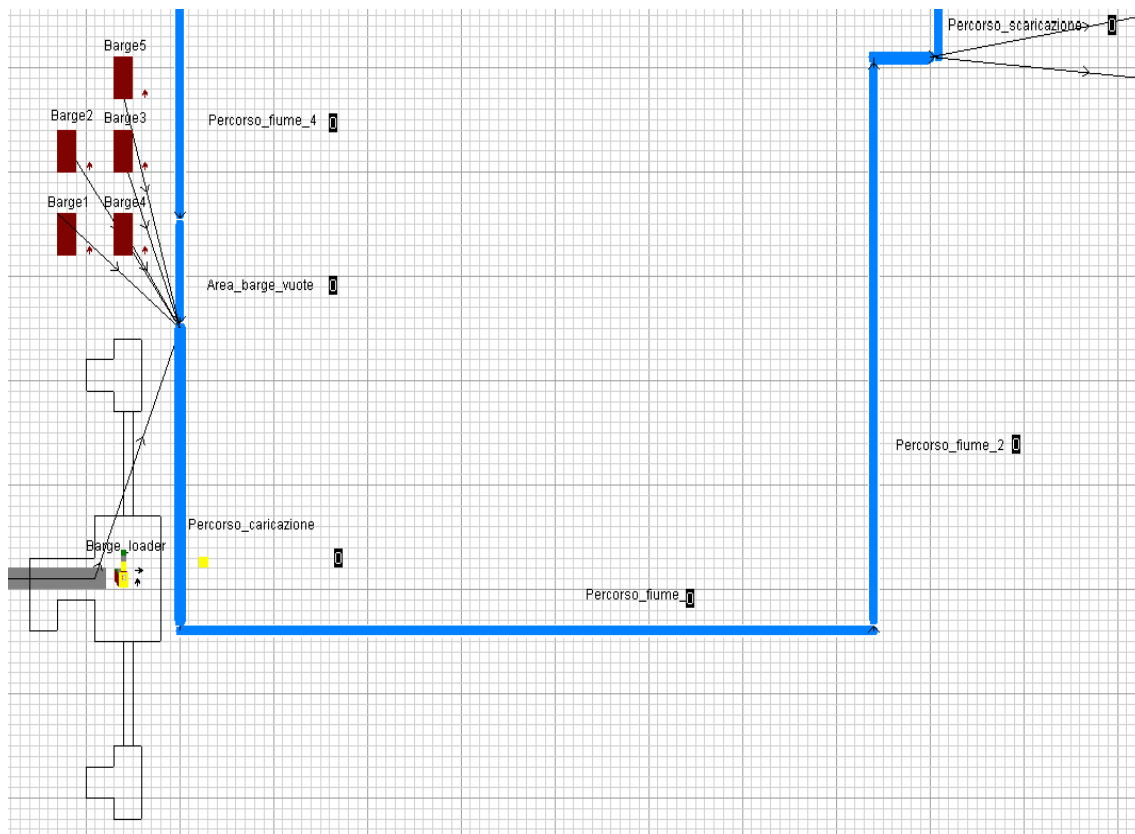 Percorso_scaricazione 0
Barge5
Barge2 Barge3
Percorso_fiume_4 0
Barge1 Barge4
Area_barge_vuote 0
Percorso_fiume_2 0
Percorso_caricazione
Barge_loader
0
Percorso_fiume_ 0